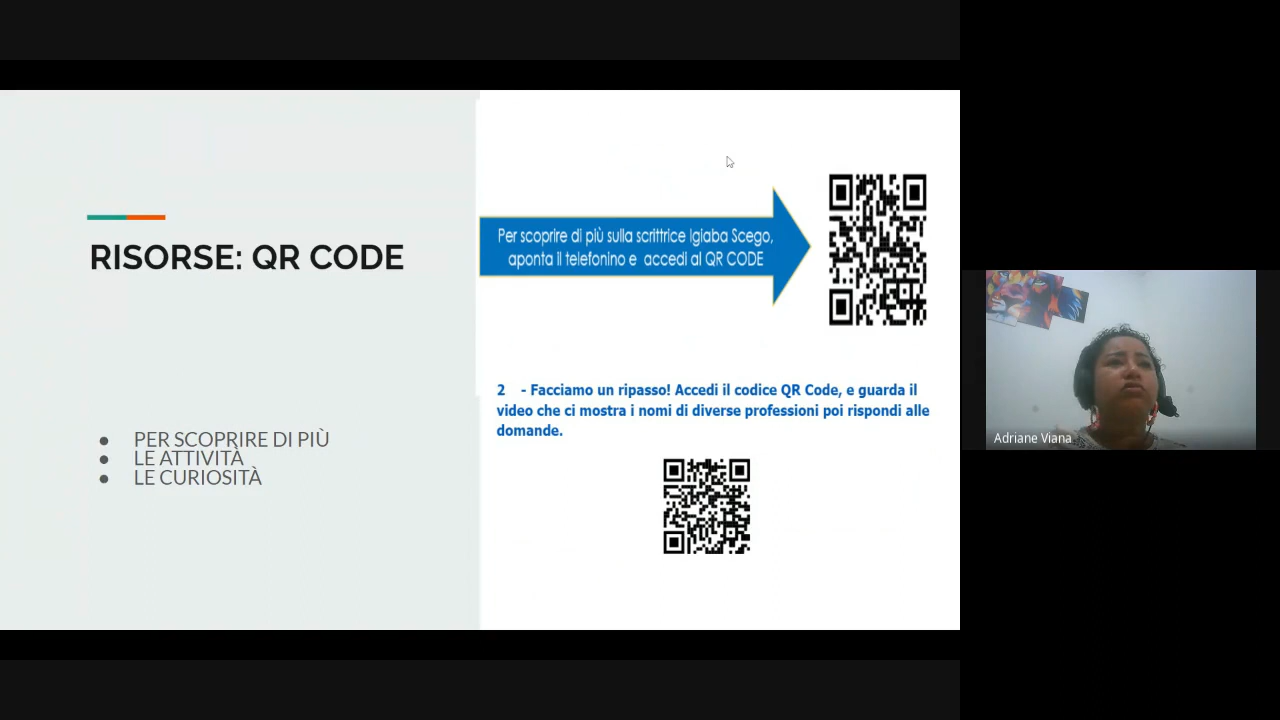 RISORSE: QR CODE
● PER SCOPRIRE DI PIÙ
● LE ATTIVITÀ
● LE CURIOSITÀ
Per scoprire di più sulla scrittrice Igiaba Scego,
aponta il telefonino e accedi al QR CODE
2 - Facciamo un ripasso! Accedi il codice QR Code, e guarda il
video che ci mostra i nomi di diverse professioni poi rispondi alle
domande.
Adriane Viana